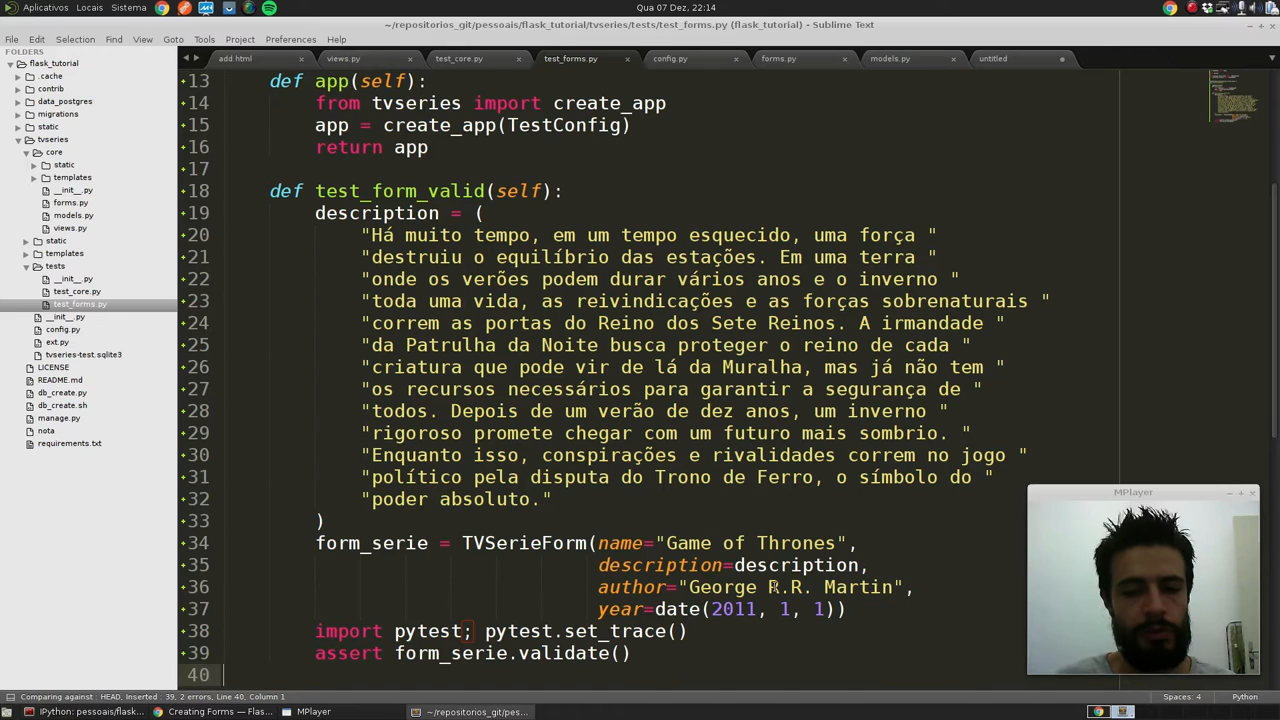 Aplicativos Locais Sistema Qua 7 Dez, 22:14
~/repositorios_git/pessoais/flask_tutorial/tvseries/tests/test_forms.py (flask_tutorial) - Sublime Text
File Edit Selection Find View Goto Tools Project Preferences Help
FOLDERS
flask_tutorial
.cache
contrib
data_postgres
migrations
static
tvseries
core
static
templates
__init__.py
forms.py
models.py
views.py
static
templates
tests
__init__.py
test_core.py
test_forms.py
__init__.py
config.py
ext.py
tvseries-test.sqlite3
LICENSE
README.md
db_create.py
db_create.sh
manage.py
nota
requirements.txt
add.html views.py test_core.py test_forms.py config.py forms.py models.py untitled
13 def app(self):
14 from tvseries import create_app
15 app = create_app(TestConfig)
16 return app
17
18 def test_form_valid(self):
19 description = (
20 "Há muito tempo, em um tempo esquecido, uma força "
21 "destruiu o equilíbrio das estações. Em uma terra "
22 "onde os verões podem durar vários anos e o inverno "
23 "toda uma vida, as reivindicações e as forças sobrenaturais "
24 "correm as portas do Reino dos Sete Reinos. A irmandade "
25 "da Patrulha da Noite busca proteger o reino de cada "
26 "criatura que pode vir de lá da Muralha, mas já não tem "
27 "os recursos necessários para garantir a segurança de "
28 "todos. Depois de um verão de dez anos, um inverno "
29 "rigoroso promete chegar com um futuro mais sombrio. "
30 "Enquanto isso, conspirações e rivalidades correm no jogo "
31 "político pela disputa do Trono de Ferro, o símbolo do "
32 "poder absoluto."
33 )
34 form_serie = TVSerieForm(name="Game of Thrones",
35 description=description,
36 author="George R.R. Martin",
37 year=date(2011, 1, 1))
38 import pytest; pytest.set_trace()
39 assert form_serie.validate()
40
MPlayer
Comparing against : HEAD, Inserted : 39, 2 errors, Line 40, Column 1 Spaces: 4 Python
IPython: pessoais/flask... Creating Forms — Flas... MPlayer ~/repositorios_git/pes...